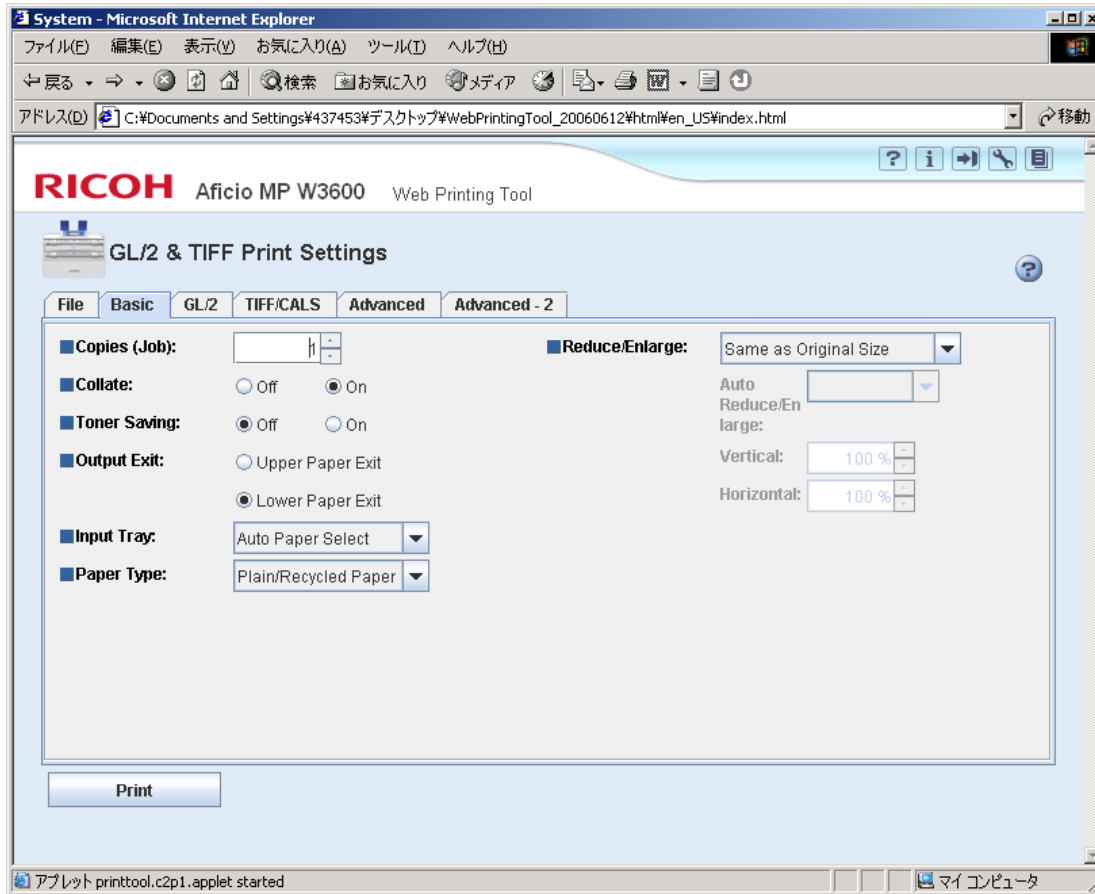 System - Microsoft Internet Explorer
ファイル(F) 編集(E) 表示(V) お気に入り(A) ツール(T) ヘルプ(H)
戻る 検索 お気に入り メディア
アドレス(D) C:¥Documents and Settings¥437453¥デスクトップ¥WebPrintingTool_20060612¥html¥en_US¥index.html 移動
RICOH Aficio MP W3600 Web Printing Tool
GL/2 & TIFF Print Settings
File Basic GL/2 TIFF/CALS Advanced Advanced - 2
Copies (Job): 1 Reduce/Enlarge: Same as Original Size
Collate: Off On Auto
Reduce/En
large:
Toner Saving: Off On
Output Exit: Upper Paper Exit Vertical: 100 %
Lower Paper Exit Horizontal: 100 %
Input Tray: Auto Paper Select
Paper Type: Plain/Recycled Paper
Print
アプレット printtool.c2p1.applet started マイ コンピュータ